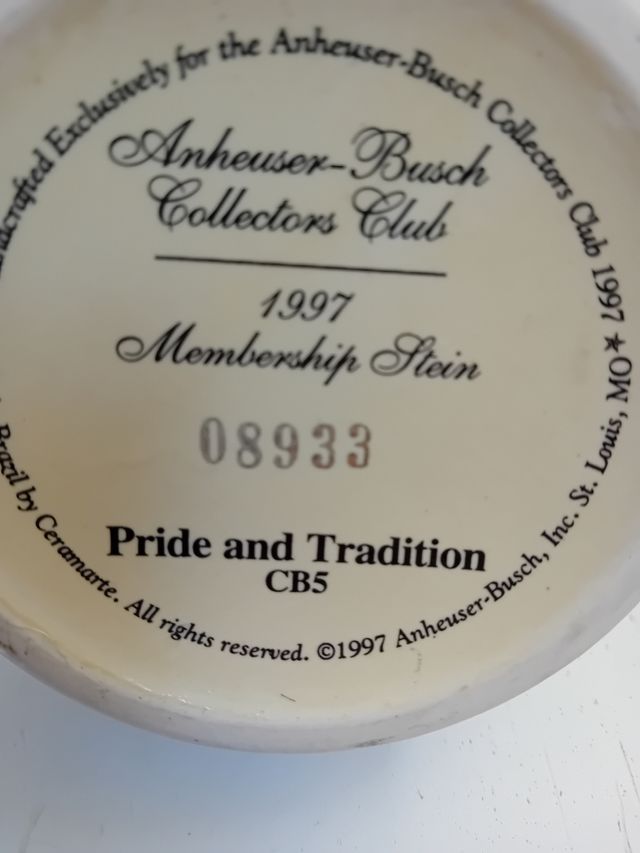 Handcrafted Exclusively for the Anheuser-Busch Collectors Club 1997 ★
Anheuser-Busch
Collectors Club
1997
Membership Stein
08933
Pride and Tradition
CB5
Brazil by Ceramarte. All rights reserved. ©1997 Anheuser-Busch, Inc. St. Louis, MO